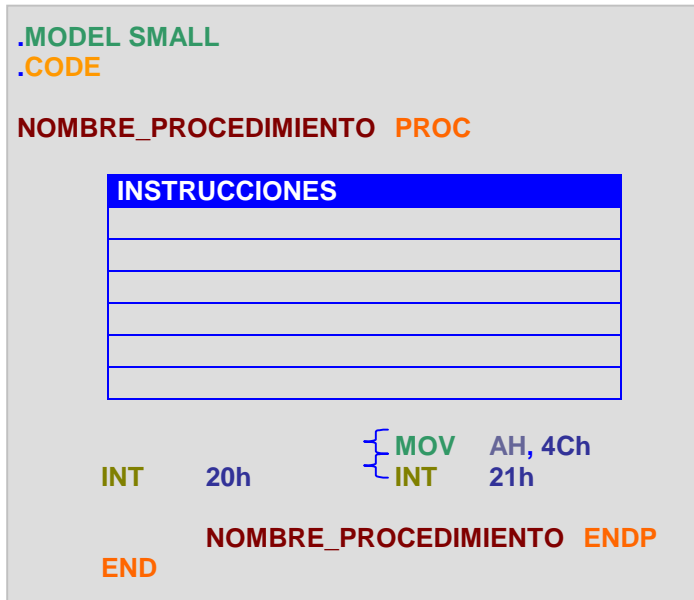 .MODEL SMALL
.CODE
NOMBRE_PROCEDIMIENTO PROC
INSTRUCCIONES
MOV AH, 4Ch
INT 20h INT 21h
NOMBRE_PROCEDIMIENTO ENDP
END